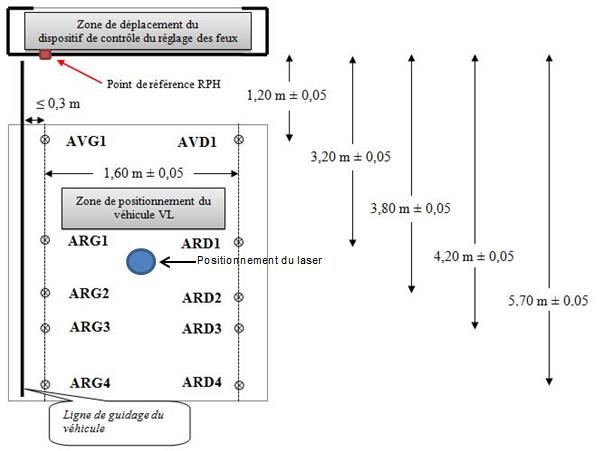 Zone de déplacement du
dispositif de contrôle du réglage des feux
Point de référence RPH
≤ 0,3 m
1,20 m ± 0,05
AVG1
AVD1
1,60 m ± 0,05
3,20 m ± 0,05
Zone de positionnement du
véhicule VL
3,80 m ± 0,05
ARG1
ARD1
Positionnement du laser
4,20 m ± 0,05
ARG2
ARD2
5.70 m ± 0.05
ARG3
ARD3
ARG4
ARD4
Ligne de guidage du
véhicule